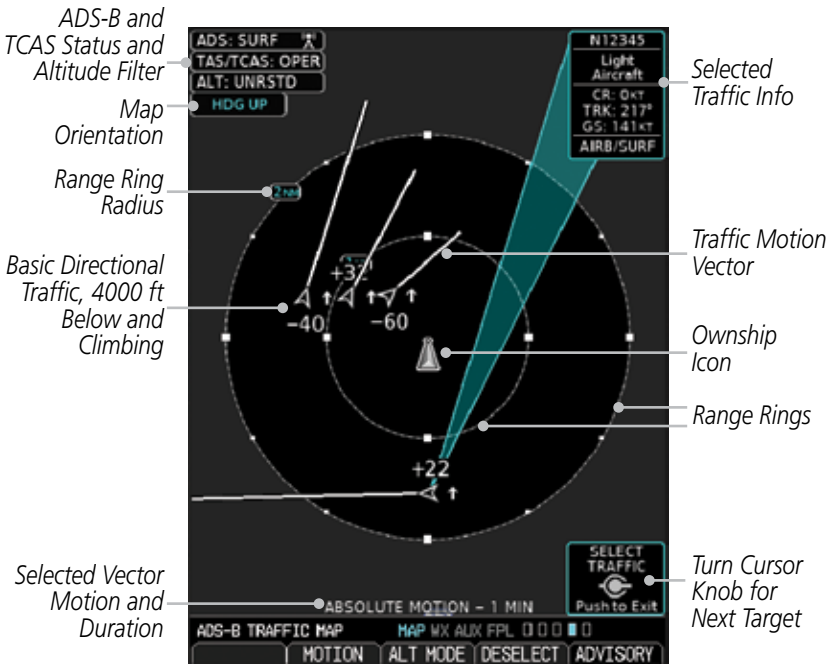 ADS-B and
TCAS Status and
Altitude Filter
Map
Orientation
Range Ring
Radius
Basic Directional
Traffic, 4000 ft
Below and
Climbing
Selected Vector
Motion and
Duration
ADS: SURF
TAS/TCAS: OPER
ALT: UNRSTD
HDG UP
2NM
+32
-40
-60
+22
N12345
Light
Aircraft
CR: 0KT
TRK: 217°
GS: 141KT
AIRB/SURF
SELECT
TRAFFIC
Push to Exit
ABSOLUTE MOTION - 1 MIN
ADS-B TRAFFIC MAP
MAP WX AUX FPL
MOTION
ALT MODE
DESELECT
ADVISORY
Selected
Traffic Info
Traffic Motion
Vector
Ownship
Icon
Range Rings
Turn Cursor
Knob for
Next Target